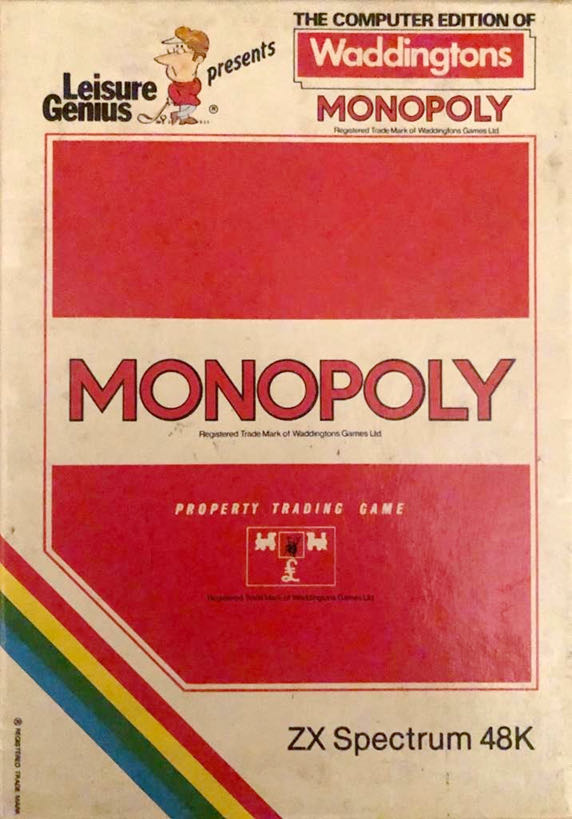 Leisure
Genius
®
presents
THE COMPUTER EDITION OF
Waddingtons
MONOPOLY
Registered Trade Mark of Waddingtons Games Ltd
MONOPOLY
Registered Trade Mark of Waddingtons Games Ltd
PROPERTY TRADING GAME
£
Registered Trade Mark of Waddingtons Games Ltd
ZX Spectrum 48K
® REGISTERED TRADE MARK